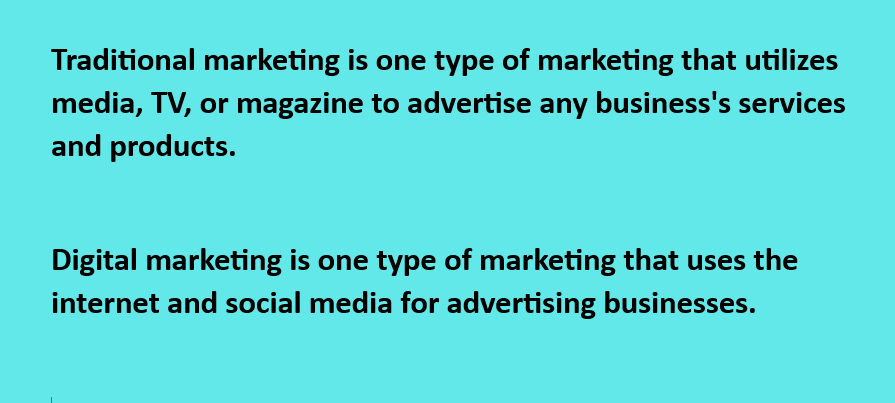 Traditional marketing is one type of marketing that utilizes
media, TV, or magazine to advertise any business's services
and products.
Digital marketing is one type of marketing that uses the
internet and social media for advertising businesses.